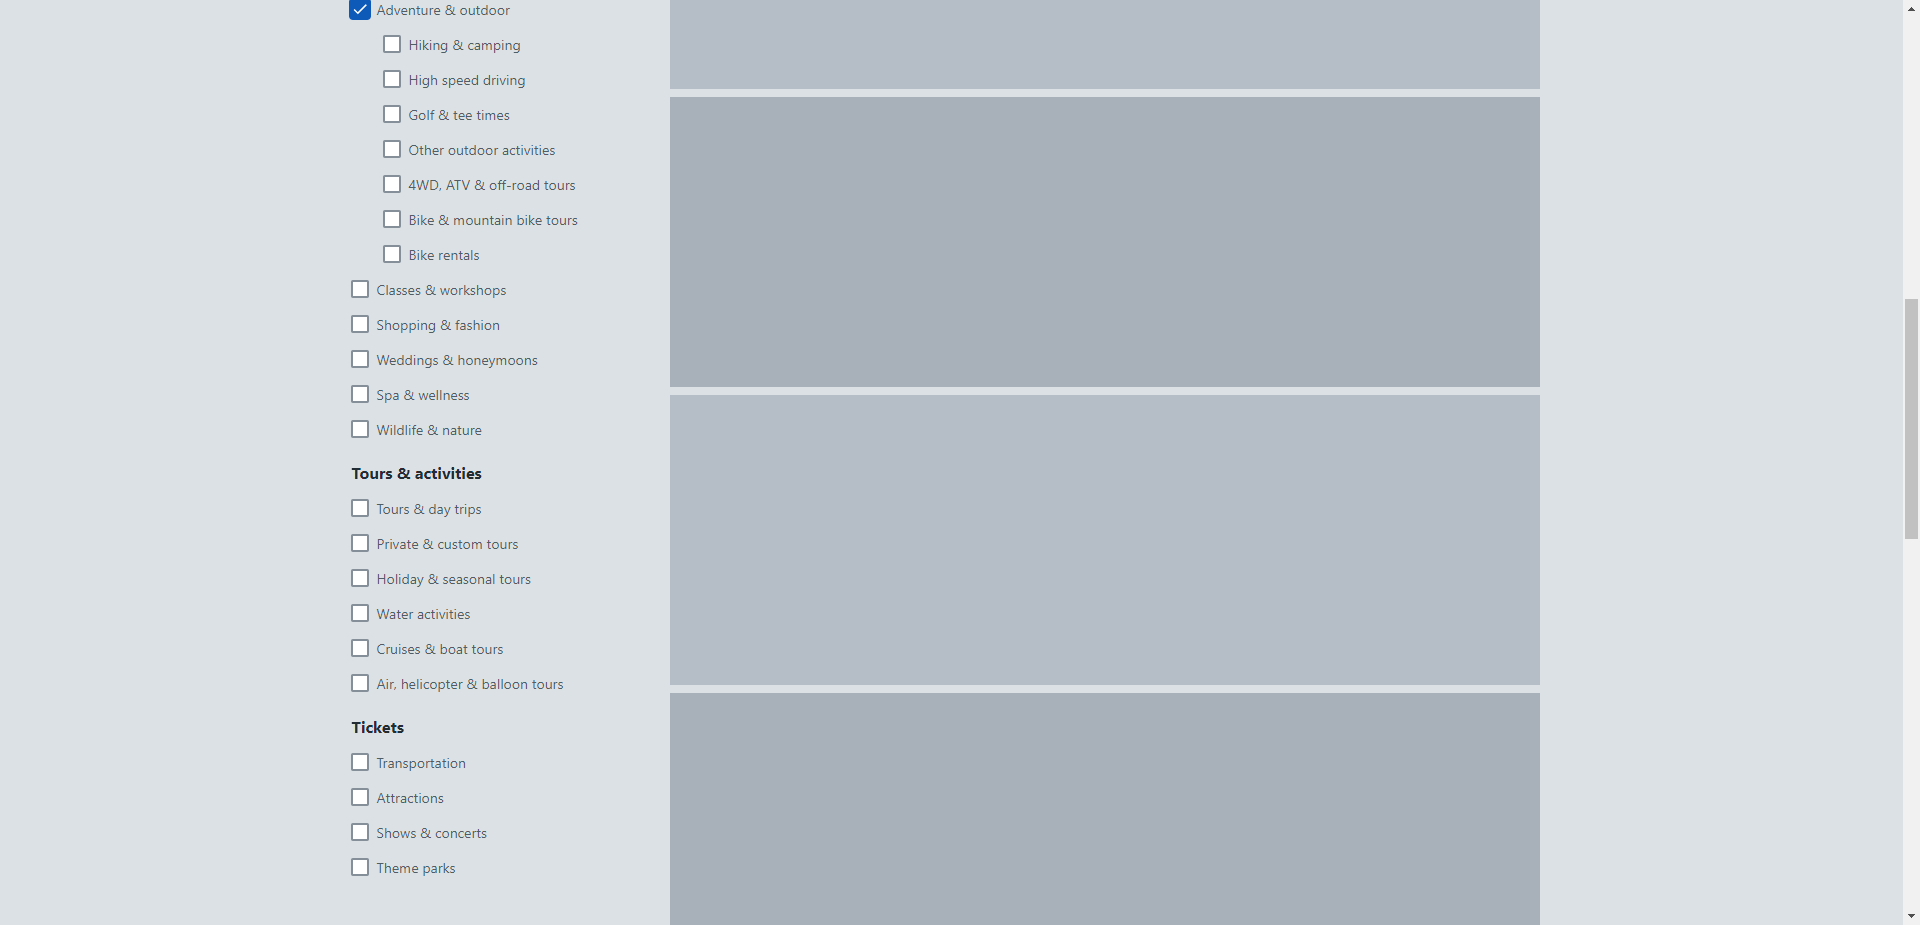 Adventure & outdoor
Hiking & camping
High speed driving
Golf & tee times
Other outdoor activities
4WD, ATV & off-road tours
Bike & mountain bike tours
Bike rentals
Classes & workshops
Shopping & fashion
Weddings & honeymoons
Spa & wellness
Wildlife & nature
Tours & activities
Tours & day trips
Private & custom tours
Holiday & seasonal tours
Water activities
Cruises & boat tours
Air, helicopter & balloon tours
Tickets
Transportation
Attractions
Shows & concerts
Theme parks